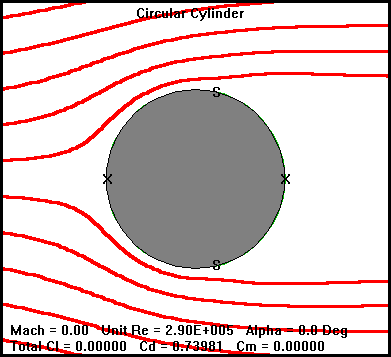 Circular Cylinder
S
X X
S
Mach = 0.00 Unit Re = 2.90E+005 Alpha = 0.0 Deg
Total Cl = 0.00000 Cd = 0.73981 Cm = 0.00000